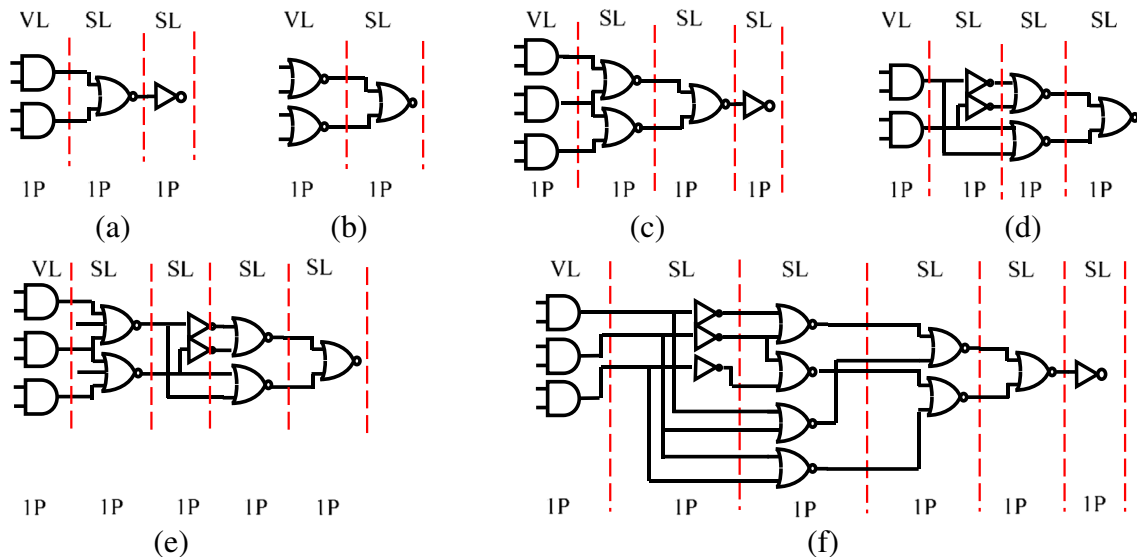 VL SL SL
1P 1P 1P
(a)
VL SL
1P 1P
(b)
VL SL SL SL
1P 1P 1P 1P
(c)
VL SL SL SL
1P 1P 1P 1P
(d)
VL SL SL SL SL
1P 1P 1P 1P 1P
(e)
VL SL SL SL SL SL
1P 1P 1P 1P 1P 1P
(f)